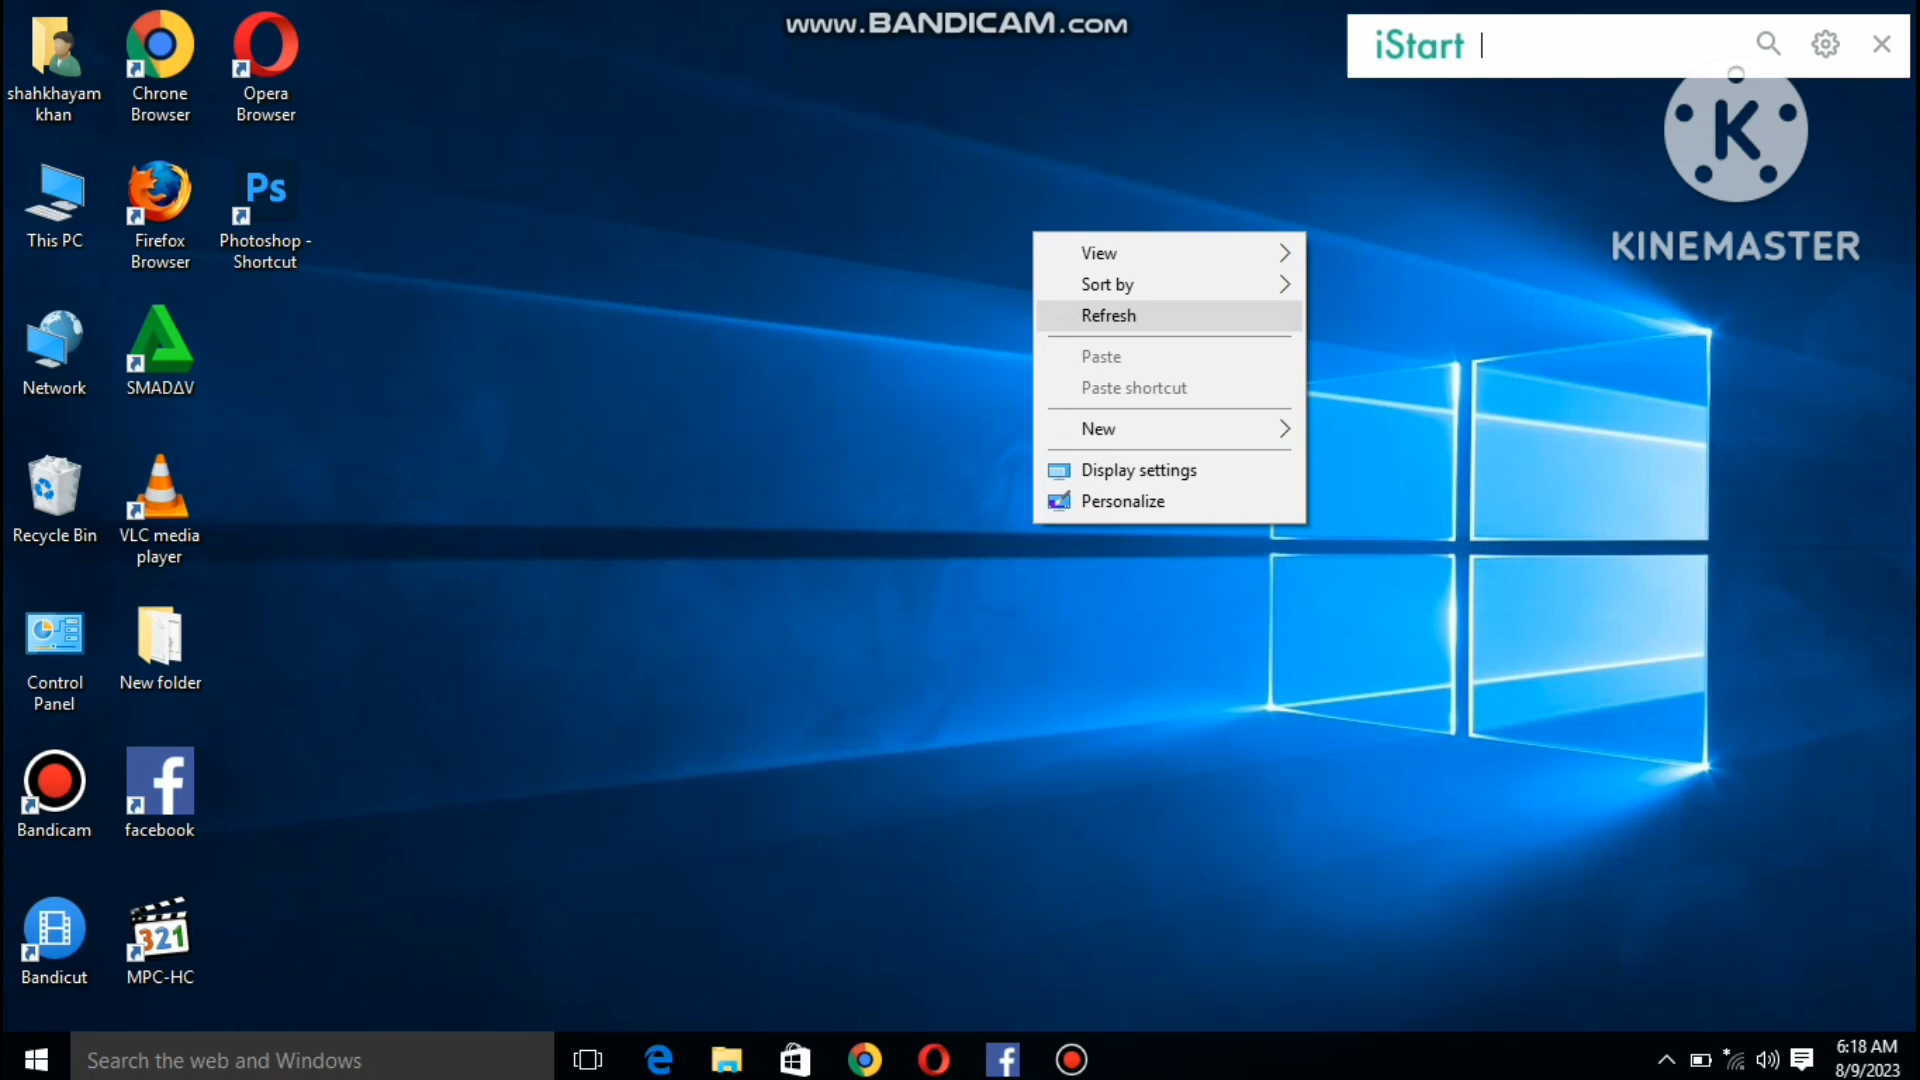 www.BANDICAM.com
iStart
K
KINEMASTER
shahkhayam
khan
Chrone
Browser
Opera
Browser
This PC
Firefox
Browser
Ps
Photoshop -
Shortcut
Network
SMADΔV
Recycle Bin
VLC media
player
Control
Panel
New folder
Bandicam
f
facebook
Bandicut
321
MPC-HC
View
Sort by
Refresh
Paste
Paste shortcut
New
Display settings
Personalize
Search the web and Windows
e
f
6:18 AM
8/9/2023